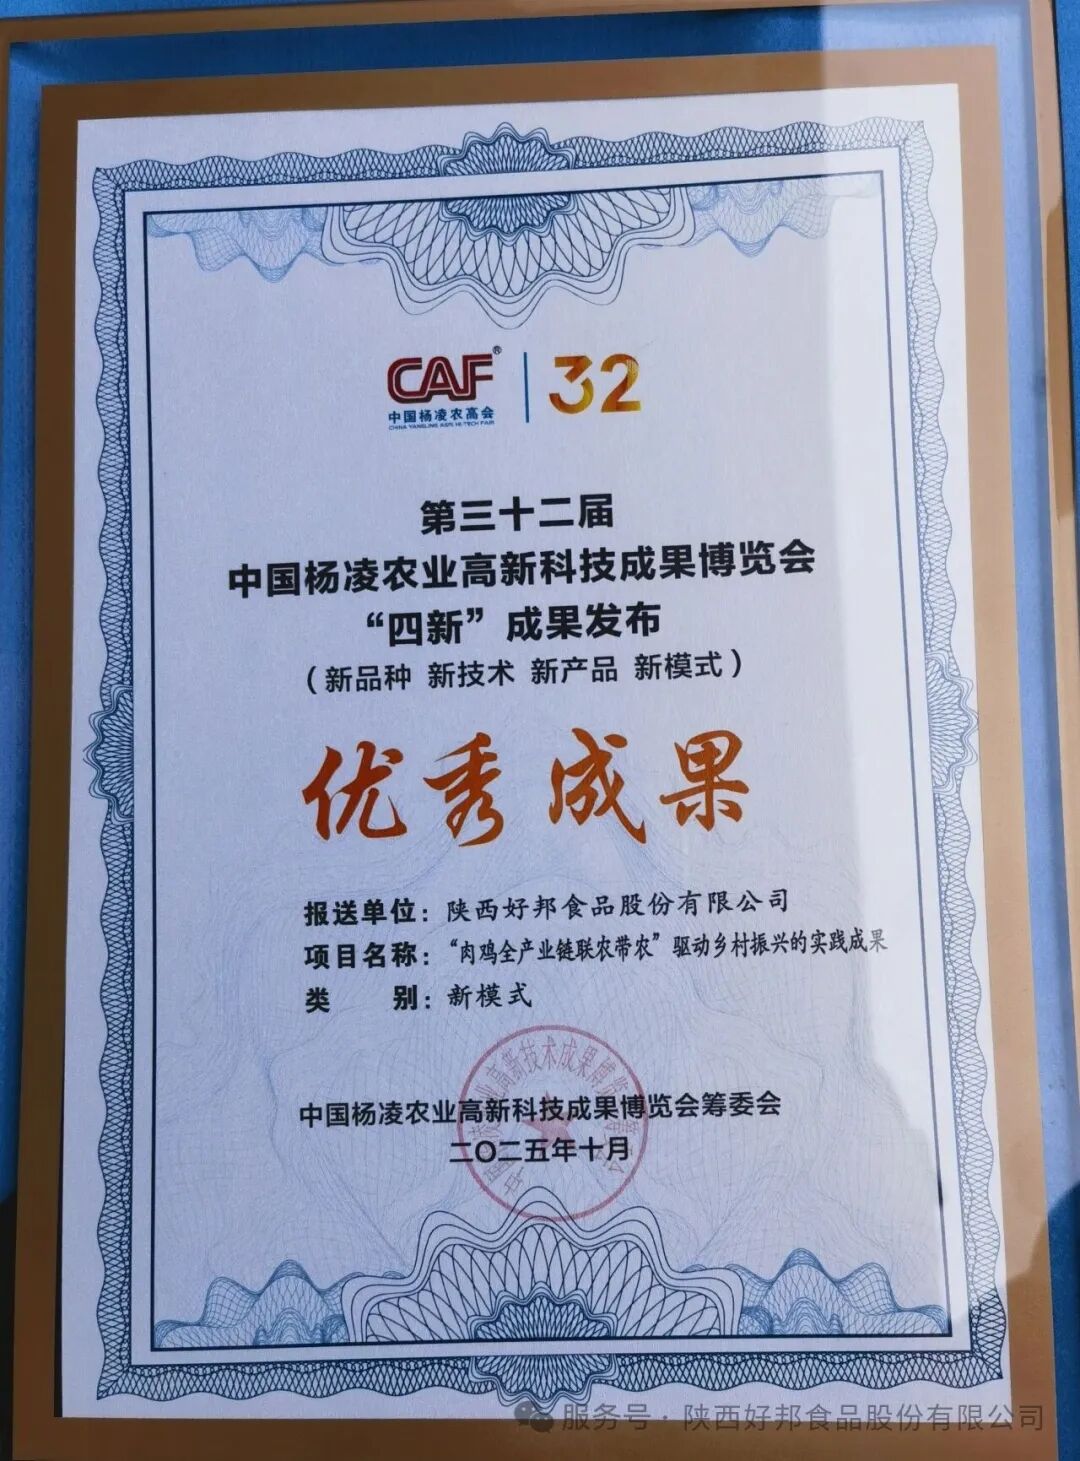 CAF®
32
中国杨凌农高会
CHINA YANGLING AGRI HI-TECH FAIR
第三十二届
中国杨凌农业高新科技成果博览会
“四新”成果发布
（新品种 新技术 新产品 新模式）
优秀成果
报送单位：陕西好邦食品股份有限公司
项目名称：“肉鸡全产业链联农带农”驱动乡村振兴的实践成果
类 别：新模式
中国杨凌农业高新科技成果博览会筹委会
二〇二五年十月
服务号·陕西好邦食品股份有限公司